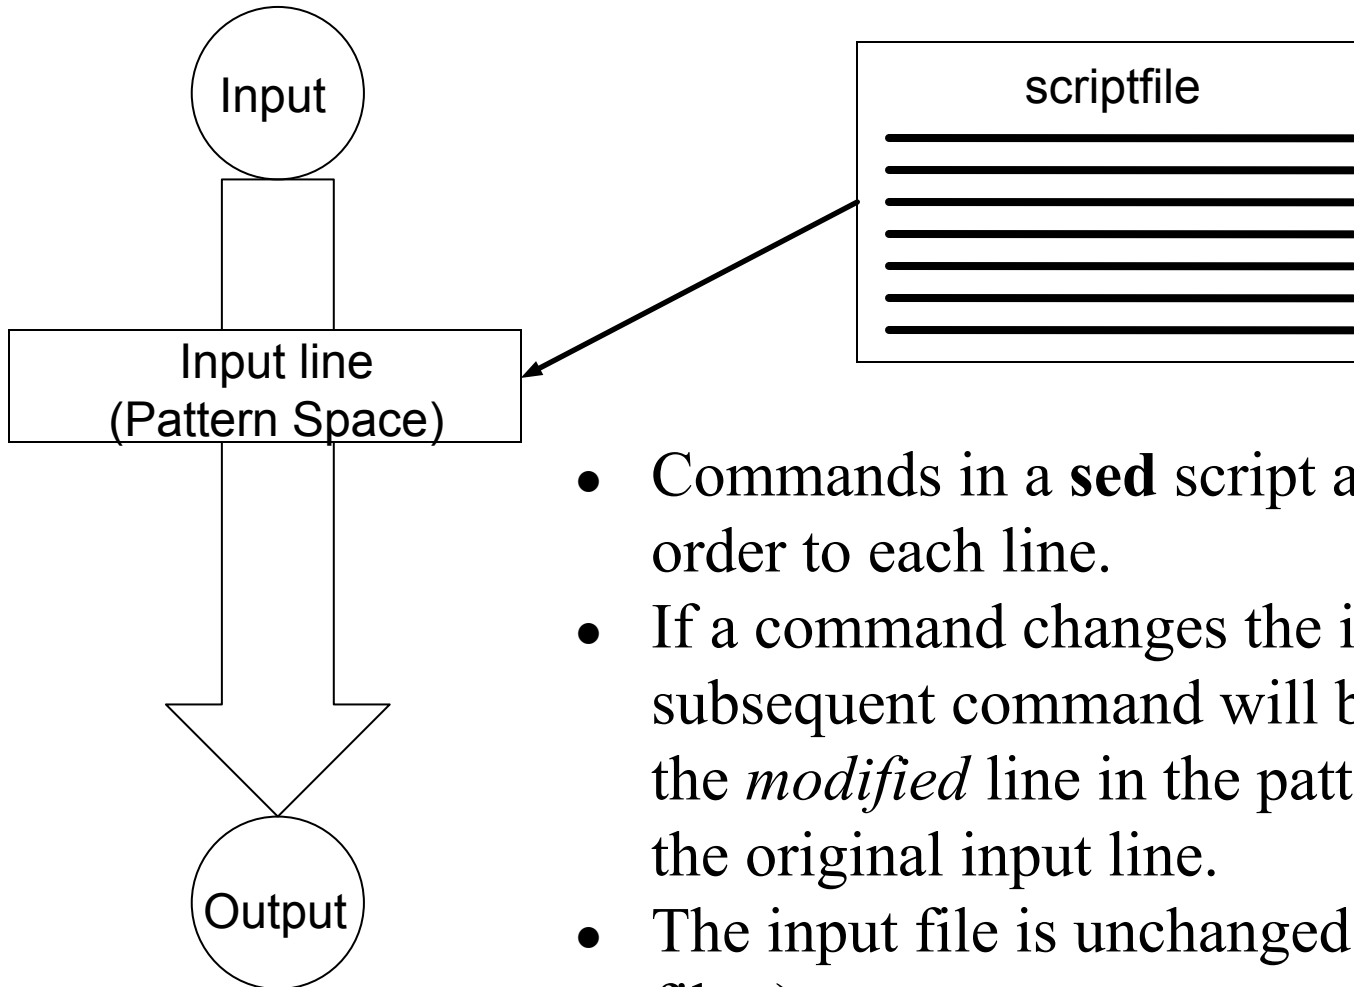 Input
scriptfile
Input line
(Pattern Space)
• Commands in a sed script a
order to each line.
• If a command changes the i
subsequent command will b
the modified line in the patt
the original input line.
• The input file is unchanged
Output